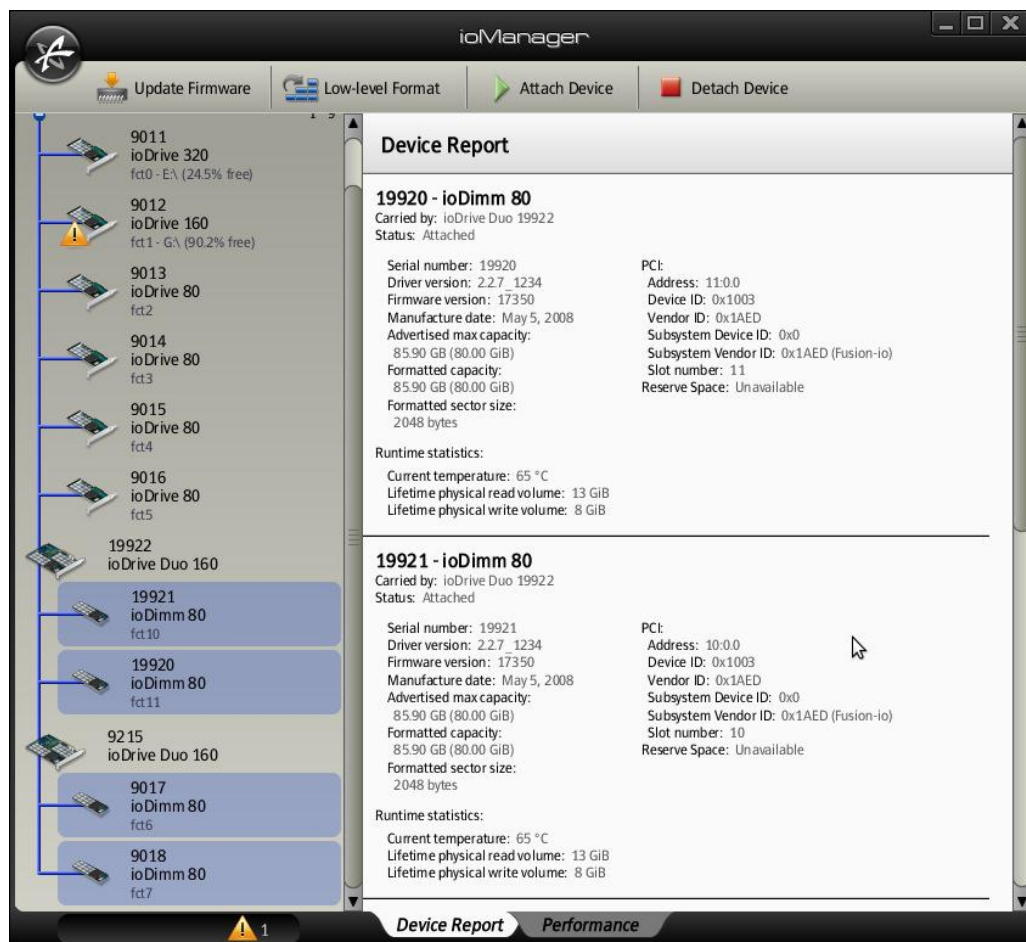 ioManager
Update Firmware
Low-level Format
Attach Device
Detach Device
9011
ioDrive 320
fct0 - E:\ (24.5% free)
9012
ioDrive 160
fct1 - G:\ (90.2% free)
9013
ioDrive 80
fct2
9014
ioDrive 80
fct3
9015
ioDrive 80
fct4
9016
ioDrive 80
fct5
19922
ioDrive Duo 160
19921
ioDimm 80
fct10
19920
ioDimm 80
fct11
9215
ioDrive Duo 160
9017
ioDimm 80
fct6
9018
ioDimm 80
fct7
1
Device Report
19920 - ioDimm 80
Carried by: ioDrive Duo 19922
Status: Attached
Serial number: 19920
Driver version: 2.2.7_1234
Firmware version: 17350
Manufacture date: May 5, 2008
Advertised max capacity:
85.90 GB (80.00 GiB)
Formatted capacity:
85.90 GB (80.00 GiB)
Formatted sector size:
2048 bytes
PCI:
Address: 11:0.0
Device ID: 0x1003
Vendor ID: 0x1AED
Subsystem Device ID: 0x0
Subsystem Vendor ID: 0x1AED (Fusion-io)
Slot number: 11
Reserve Space: Unavailable
Runtime statistics:
Current temperature: 65 °C
Lifetime physical read volume: 13 GiB
Lifetime physical write volume: 8 GiB
19921 - ioDimm 80
Carried by: ioDrive Duo 19922
Status: Attached
Serial number: 19921
Driver version: 2.2.7_1234
Firmware version: 17350
Manufacture date: May 5, 2008
Advertised max capacity:
85.90 GB (80.00 GiB)
Formatted capacity:
85.90 GB (80.00 GiB)
Formatted sector size:
2048 bytes
PCI:
Address: 10:0.0
Device ID: 0x1003
Vendor ID: 0x1AED
Subsystem Device ID: 0x0
Subsystem Vendor ID: 0x1AED (Fusion-io)
Slot number: 10
Reserve Space: Unavailable
Runtime statistics:
Current temperature: 65 °C
Lifetime physical read volume: 13 GiB
Lifetime physical write volume: 8 GiB
Device Report
Performance